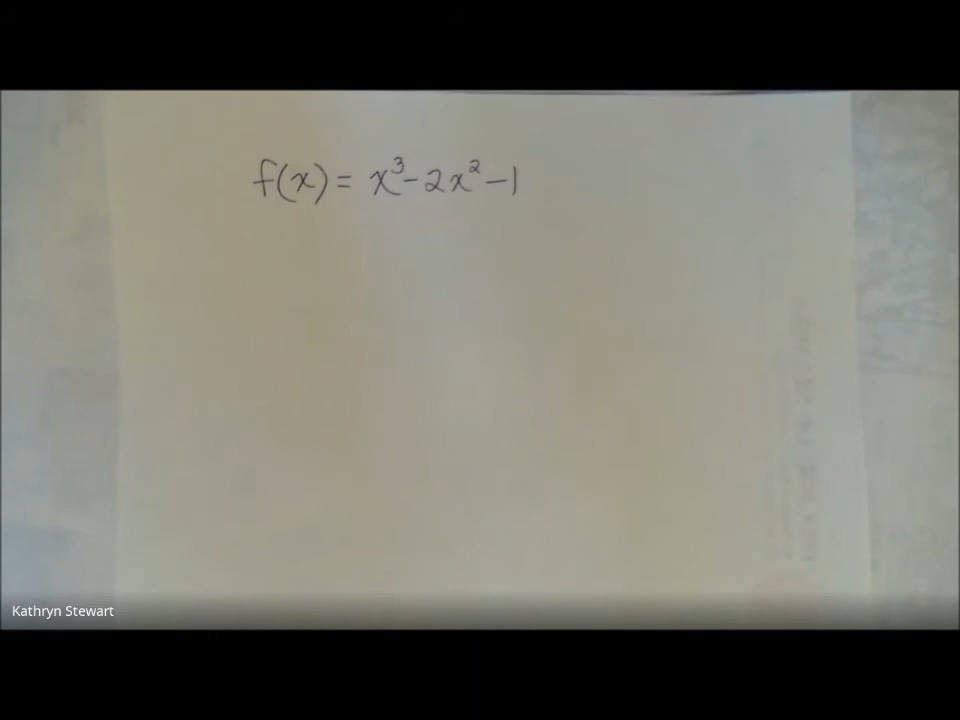 f(x) = x³ - 2x² - 1
Kathryn Stewart